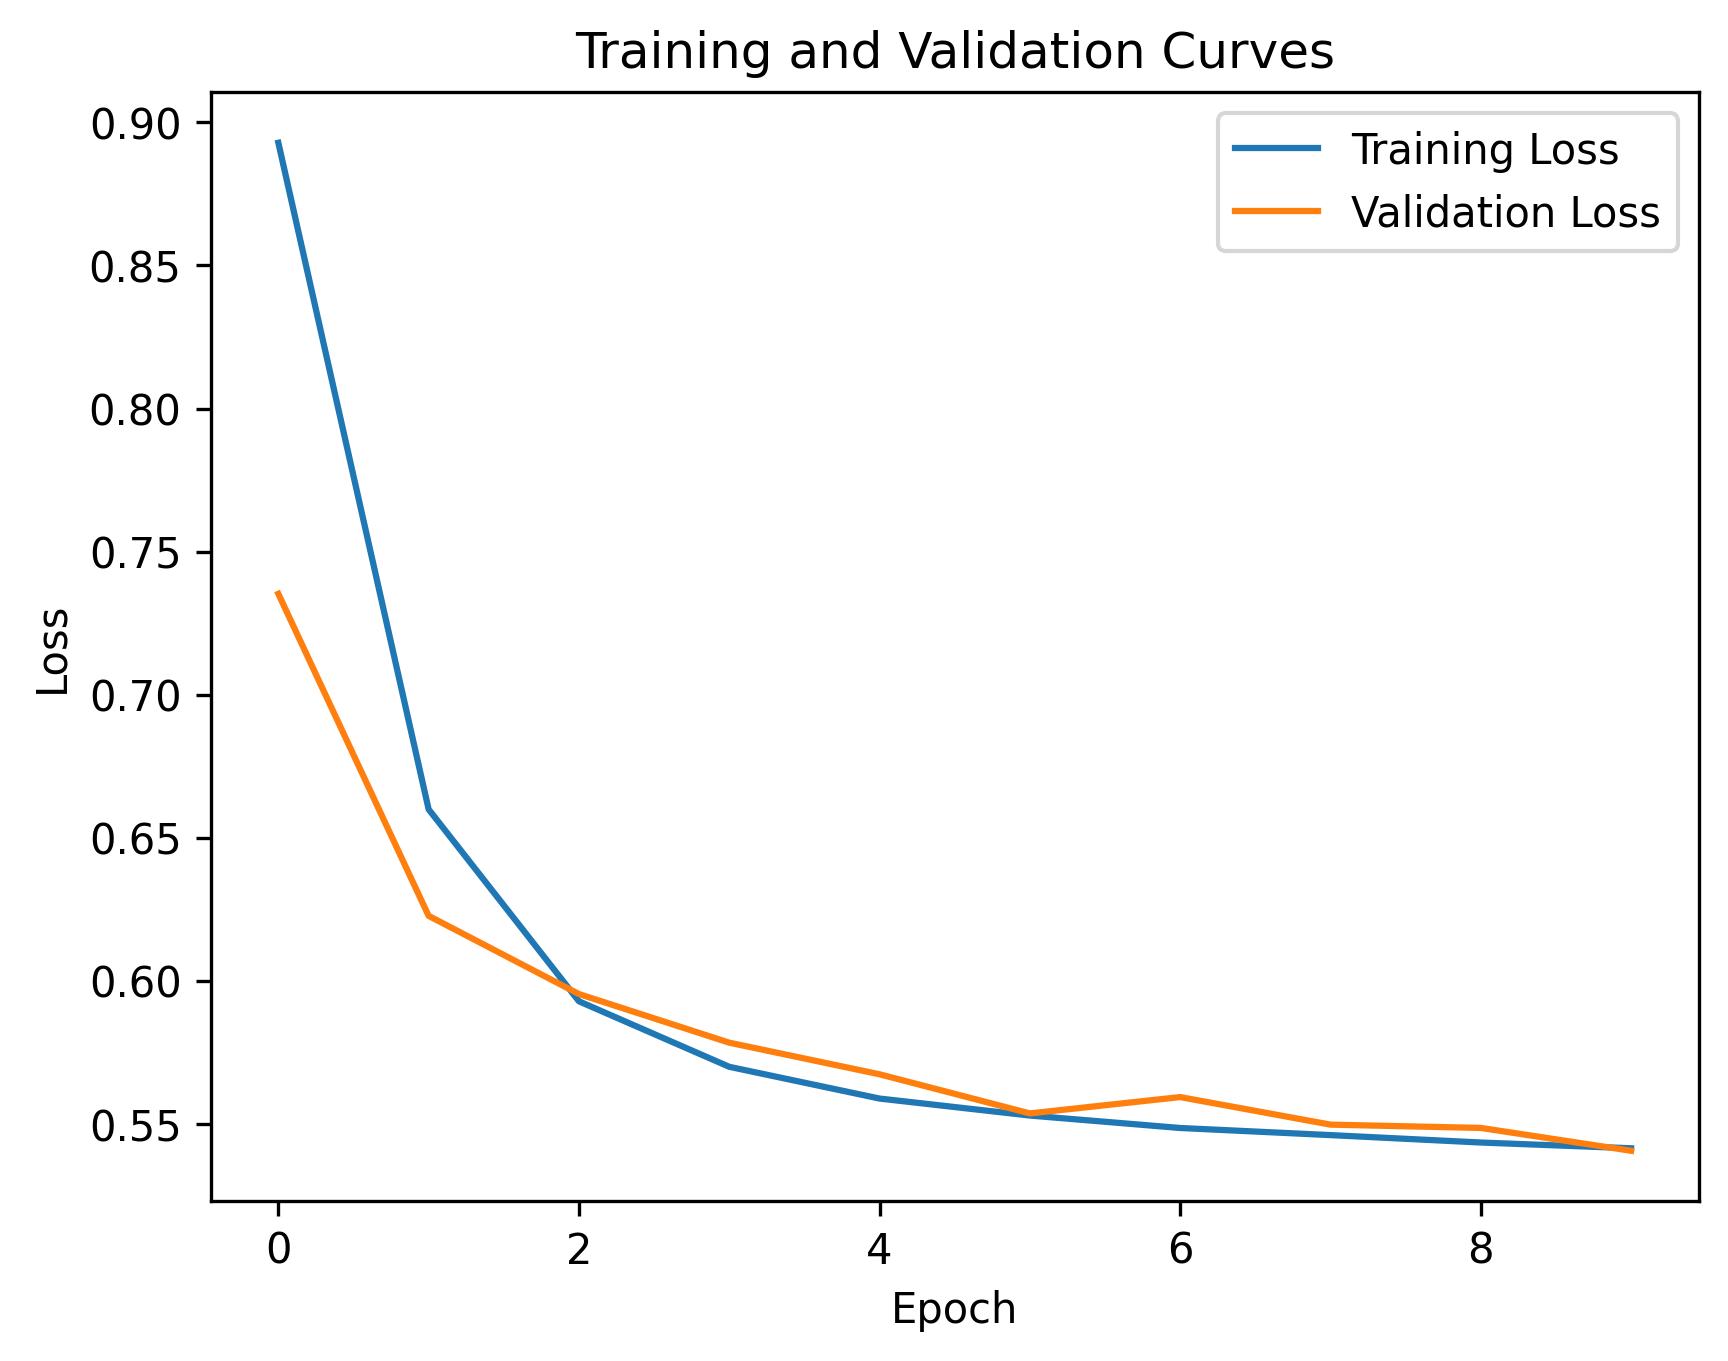 Training and Validation Curves
Training Loss
Validation Loss
0.90
0.85
0.80
0.75
0.70
0.65
0.60
0.55
Loss
0 2 4 6 8
Epoch